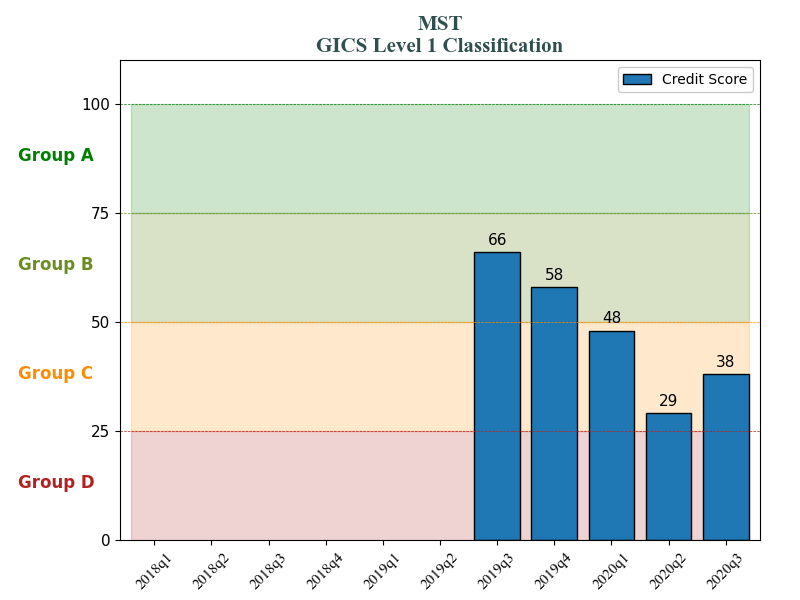 MST
GICS Level 1 Classification
Credit Score
100
Group A
75
66
Group B
58
50
48
Group C
38
29
25
Group D
0
2018q1 2018q2 2018q3 2018q4 2019q1 2019q2 2019q3 2019q4 2020q1 2020q2 2020q3